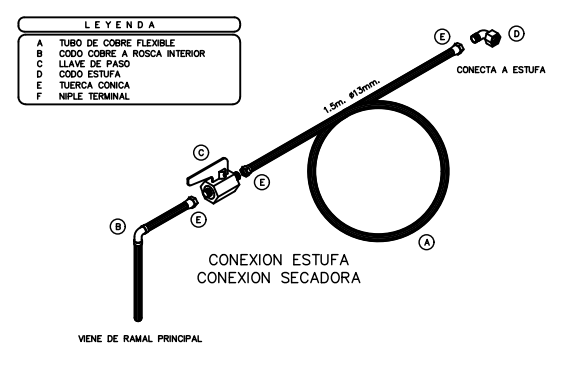 LEYENDA
A TUBO DE COBRE FLEXIBLE
B CODO COBRE A ROSCA INTERIOR
C LLAVE DE PASO
D CODO ESTUFA
E TUERCA CONICA
F NIPLE TERMINAL
E
D
CONECTA A ESTUFA
1.5m. ø13mm.
C
E
E
B
A
CONEXION ESTUFA
CONEXION SECADORA
VIENE DE RAMAL PRINCIPAL